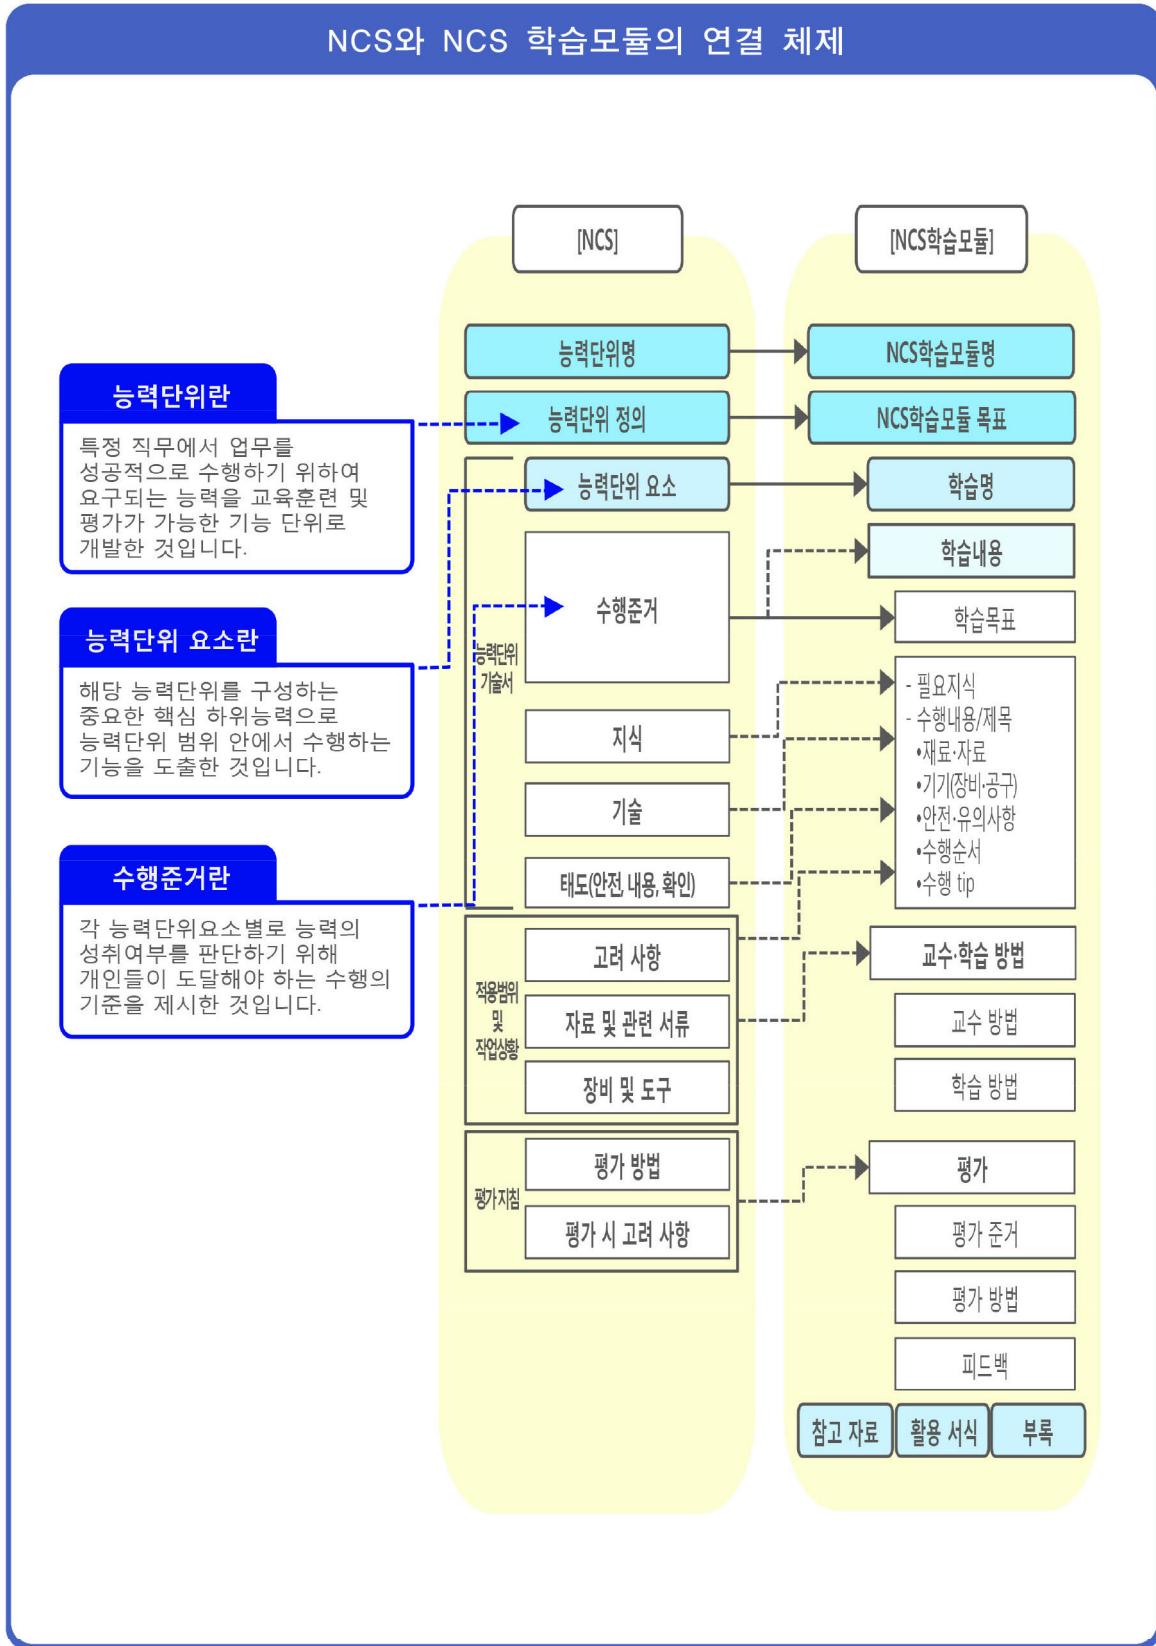 NCS와 NCS 학습모듈의 연결 체제
[NCS]
[NCS학습모듈]
능력단위명
NCS학습모듈명
능력단위 정의
NCS학습모듈 목표
능력단위란
특정 직무에서 업무를
성공적으로 수행하기 위하여
요구되는 능력을 교육훈련 및
평가가 가능한 기능 단위로
개발한 것입니다.
능력단위 요소란
해당 능력단위를 구성하는
중요한 핵심 하위능력으로
능력단위 범위 안에서 수행하는
기능을 도출한 것입니다.
수행준거란
각 능력단위요소별로 능력의
성취여부를 판단하기 위해
개인들이 도달해야 하는 수행의
기준을 제시한 것입니다.
능력단위
기술서
능력단위 요소
수행준거
지식
기술
태도(안전, 내용, 확인)
적용범위
및
작업상황
고려 사항
자료 및 관련 서류
장비 및 도구
평가 지침
평가 방법
평가 시 고려 사항
학습명
학습내용
학습목표
- 필요지식
- 수행내용/제목
•재료·자료
•기기(장비·공구)
•안전·유의사항
•수행순서
•수행 tip
교수·학습 방법
교수 방법
학습 방법
평가
평가 준거
평가 방법
피드백
참고 자료
활용 서식
부록